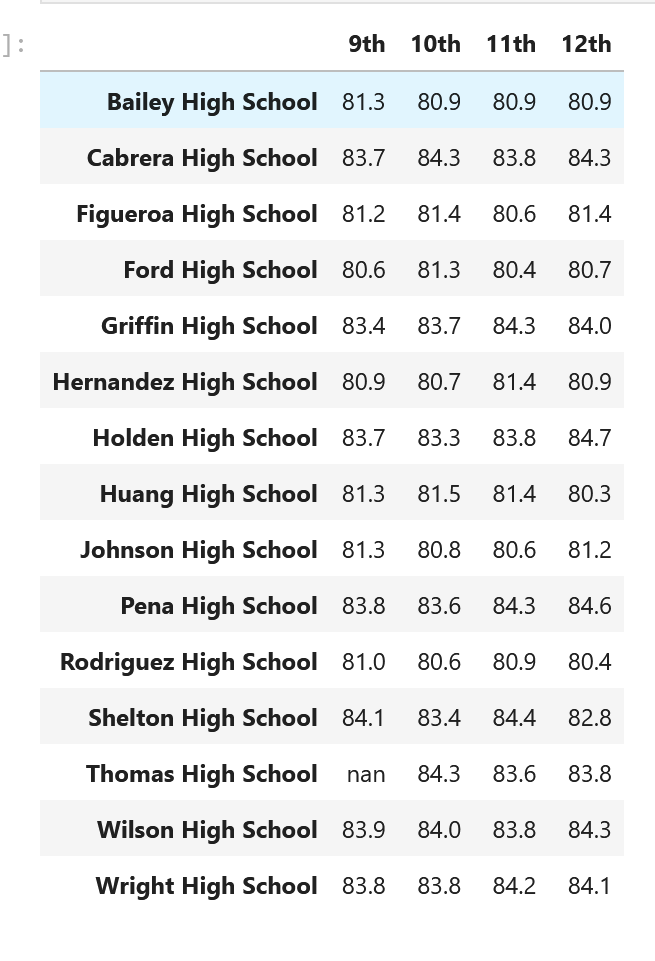 ]:
9th 10th 11th 12th
Bailey High School 81.3 80.9 80.9 80.9
Cabrera High School 83.7 84.3 83.8 84.3
Figueroa High School 81.2 81.4 80.6 81.4
Ford High School 80.6 81.3 80.4 80.7
Griffin High School 83.4 83.7 84.3 84.0
Hernandez High School 80.9 80.7 81.4 80.9
Holden High School 83.7 83.3 83.8 84.7
Huang High School 81.3 81.5 81.4 80.3
Johnson High School 81.3 80.8 80.6 81.2
Pena High School 83.8 83.6 84.3 84.6
Rodriguez High School 81.0 80.6 80.9 80.4
Shelton High School 84.1 83.4 84.4 82.8
Thomas High School nan 84.3 83.6 83.8
Wilson High School 83.9 84.0 83.8 84.3
Wright High School 83.8 83.8 84.2 84.1